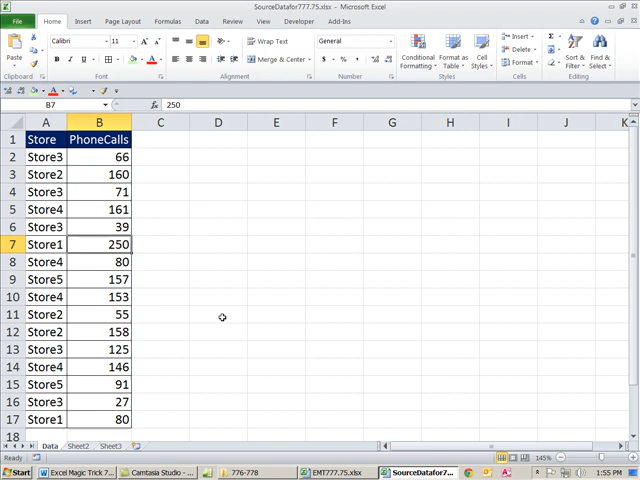 SourceDatafor777.75.xlsx - Microsoft Excel
File Home Insert Page Layout Formulas Data Review View Developer Add-Ins
Paste
Calibri 11 A A
B I U
Clipboard Font
Wrap Text
Merge & Center
Alignment
General
$ % ,
Number
Conditional Formatting
Format as Table
Cell Styles
Styles
Insert
Delete
Format
Cells
Sort & Filter
Find & Select
Editing
B7 fx 250
A B C D E F G H I J K
1 Store PhoneCalls
2 Store3 66
3 Store2 160
4 Store3 71
5 Store4 161
6 Store3 39
7 Store1 250
8 Store4 80
9 Store5 157
10 Store4 153
11 Store2 55
12 Store2 158
13 Store3 125
14 Store4 146
15 Store5 91
16 Store3 27
17 Store1 80
18
Data Sheet2 Sheet3
Ready 145%
Start Excel Magic Trick 7... Camtasia Studio - ... 776-778 EMT777.75.xlsx SourceDatafor7... 1:55 PM